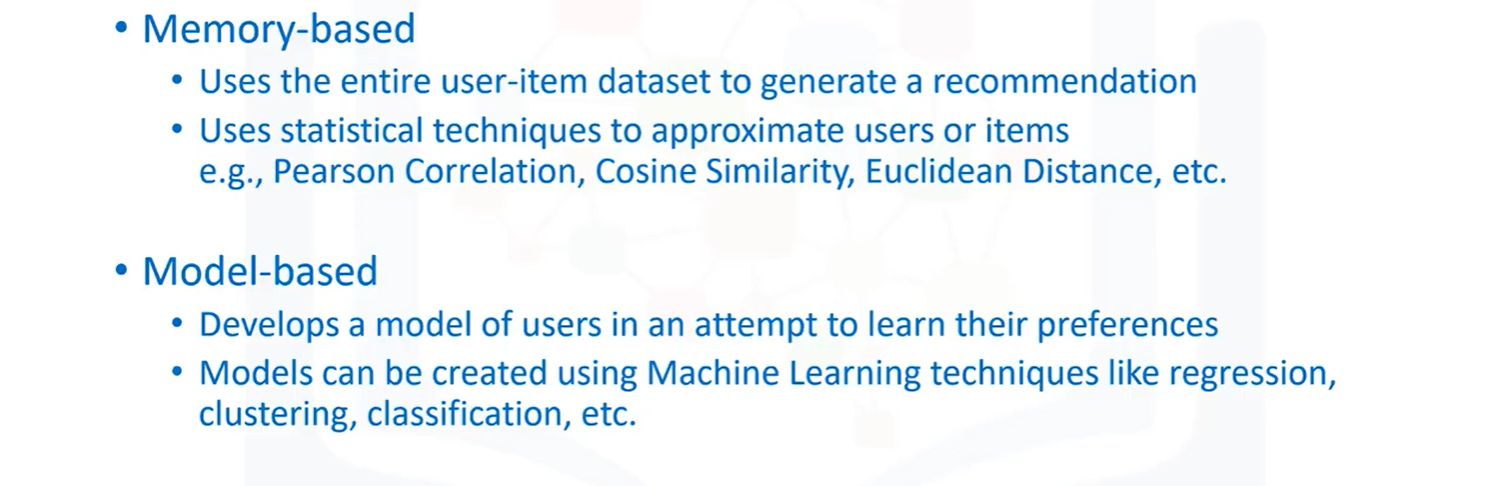 • Memory-based
• Uses the entire user-item dataset to generate a recommendation
• Uses statistical techniques to approximate users or items
e.g., Pearson Correlation, Cosine Similarity, Euclidean Distance, etc.
• Model-based
• Develops a model of users in an attempt to learn their preferences
• Models can be created using Machine Learning techniques like regression,
clustering, classification, etc.